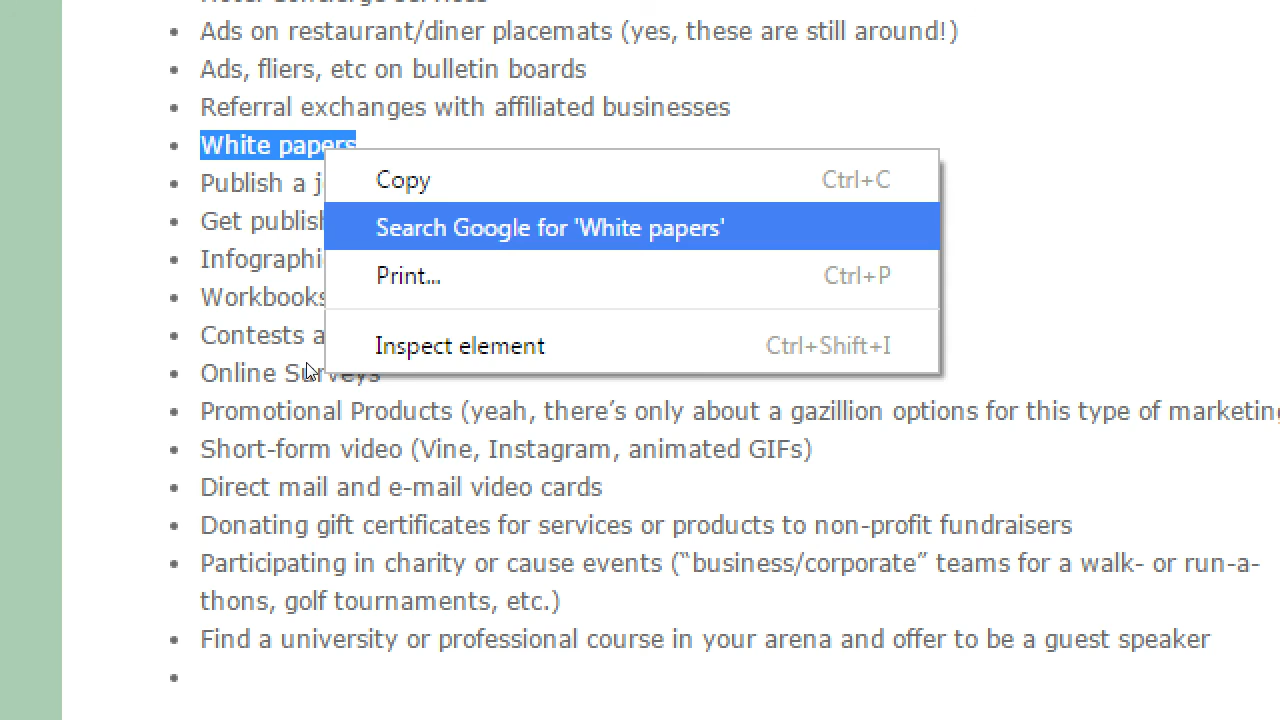 Ads on restaurant/diner placemats (yes, these are still around!)
Ads, fliers, etc on bulletin boards
Referral exchanges with affiliated businesses
White papers
Copy Ctrl+C
Publish a
Search Google for 'White papers'
Get publish
Infographi
Print... Ctrl+P
Workbooks
Contests a
Inspect element Ctrl+Shift+I
Online Surveys
Promotional Products (yeah, there’s only about a gazillion options for this type of marketing
Short-form video (Vine, Instagram, animated GIFs)
Direct mail and e-mail video cards
Donating gift certificates for services or products to non-profit fundraisers
Participating in charity or cause events (“business/corporate” teams for a walk- or run-a-
thons, golf tournaments, etc.)
Find a university or professional course in your arena and offer to be a guest speaker